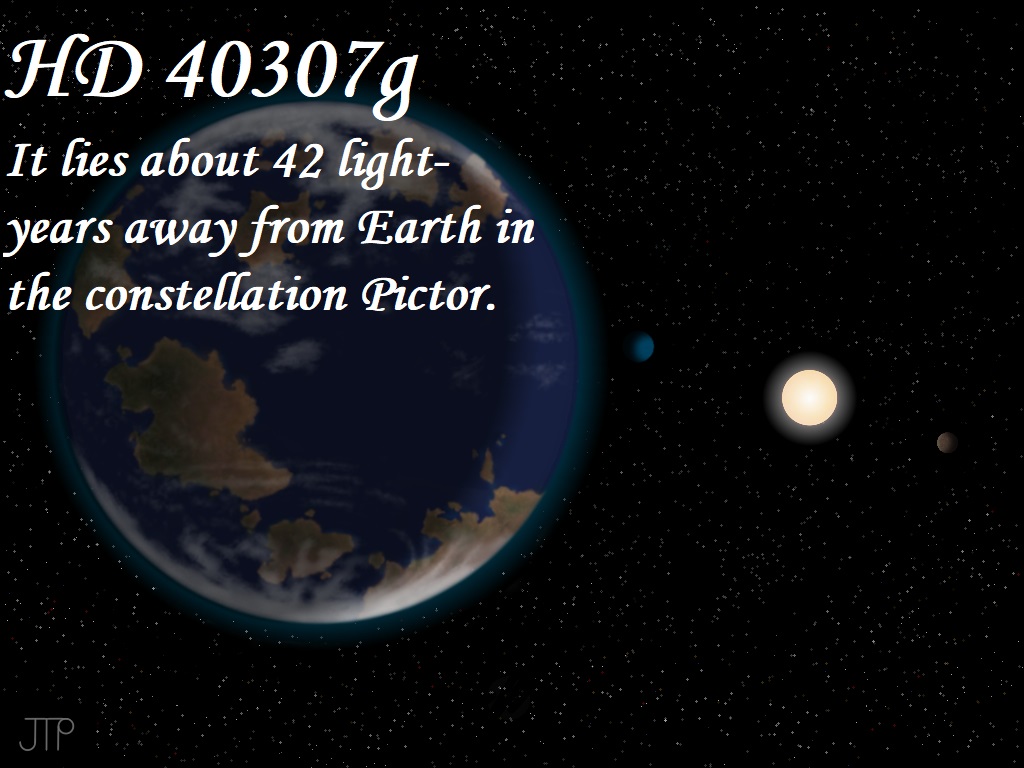 HD 40307g
It lies about 42 light-
years away from Earth in
the constellation Pictor.
JTP